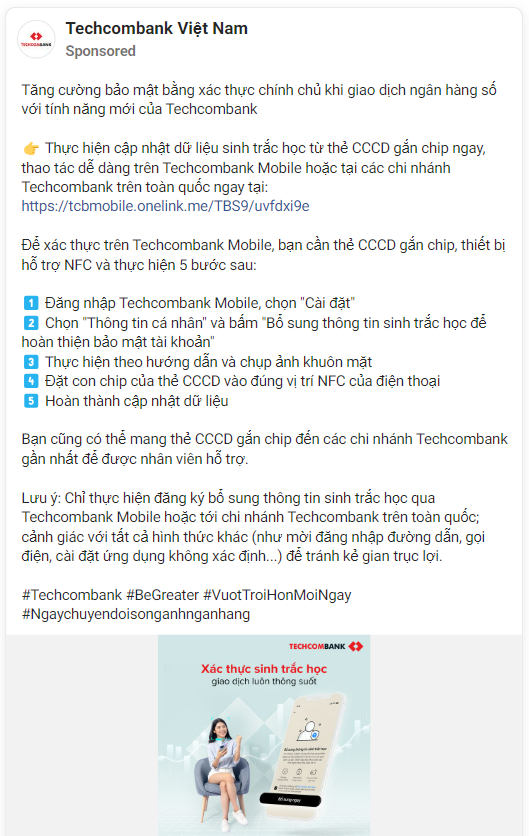 TECHCOMBANK
Techcombank Việt Nam
Sponsored
Tăng cường bảo mật bằng xác thực chính chủ khi giao dịch ngân hàng số
với tính năng mới của Techcombank
👉 Thực hiện cập nhật dữ liệu sinh trắc học từ thẻ CCCD gắn chip ngay,
thao tác dễ dàng trên Techcombank Mobile hoặc tại các chi nhánh
Techcombank trên toàn quốc ngay tại:
https://tcbmobile.onelink.me/TBS9/uvfdxi9e
Để xác thực trên Techcombank Mobile, bạn cần thẻ CCCD gắn chip, thiết bị
hỗ trợ NFC và thực hiện 5 bước sau:
1️⃣ Đăng nhập Techcombank Mobile, chọn "Cài đặt"
2️⃣ Chọn "Thông tin cá nhân" và bấm "Bổ sung thông tin sinh trắc học để
hoàn thiện bảo mật tài khoản"
3️⃣ Thực hiện theo hướng dẫn và chụp ảnh khuôn mặt
4️⃣ Đặt con chip của thẻ CCCD vào đúng vị trí NFC của điện thoại
5️⃣ Hoàn thành cập nhật dữ liệu
Bạn cũng có thể mang thẻ CCCD gắn chip đến các chi nhánh Techcombank
gần nhất để được nhân viên hỗ trợ.
Lưu ý: Chỉ thực hiện đăng ký bổ sung thông tin sinh trắc học qua
Techcombank Mobile hoặc tới chi nhánh Techcombank trên toàn quốc;
cảnh giác với tất cả hình thức khác (như mời đăng nhập đường dẫn, gọi
điện, cài đặt ứng dụng không xác định...) để tránh kẻ gian trục lợi.
#Techcombank #BeGreater #VuotTroiHonMoiNgay
#Ngaychuyendoisonganhnganhang
TECHCOMBANK
Xác thực sinh trắc học
giao dịch luôn thông suốt
Bổ sung thông tin sinh trắc học
Bổ sung ngay